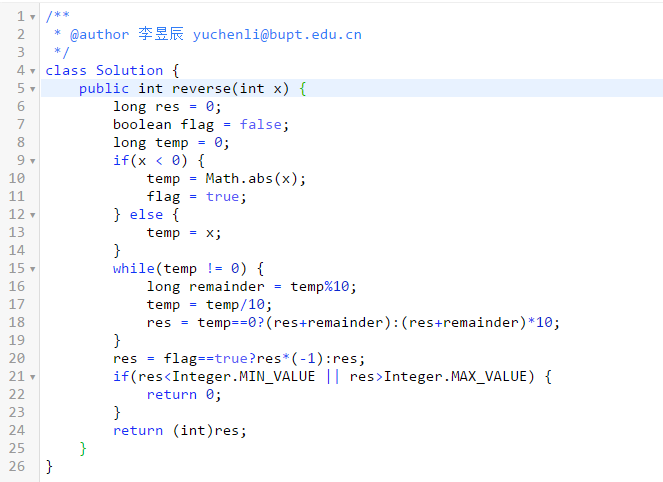 1 /**
2  * @author 李昱辰 yuchenli@bupt.edu.cn
3  */
4 class Solution {
5     public int reverse(int x) {
6         long res = 0;
7         boolean flag = false;
8         long temp = 0;
9         if(x < 0) {
10             temp = Math.abs(x);
11             flag = true;
12         } else {
13             temp = x;
14         }
15         while(temp != 0) {
16             long remainder = temp%10;
17             temp = temp/10;
18             res = temp==0?(res+remainder):(res+remainder)*10;
19         }
20         res = flag==true?res*(-1):res;
21         if(res<Integer.MIN_VALUE || res>Integer.MAX_VALUE) {
22             return 0;
23         }
24         return (int)res;
25     }
26 }